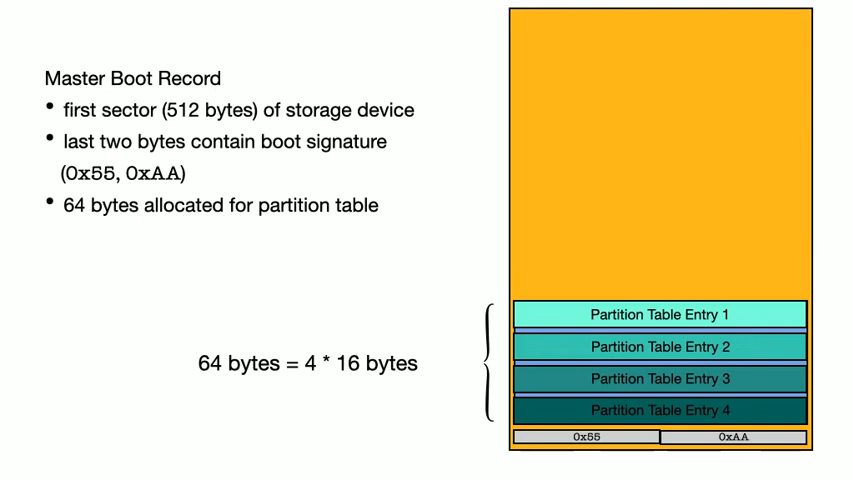 Master Boot Record
• first sector (512 bytes) of storage device
• last two bytes contain boot signature
(0x55, 0xAA)
• 64 bytes allocated for partition table
Partition Table Entry 1
Partition Table Entry 2
64 bytes = 4 * 16 bytes
Partition Table Entry 3
Partition Table Entry 4
0x55 0xAA